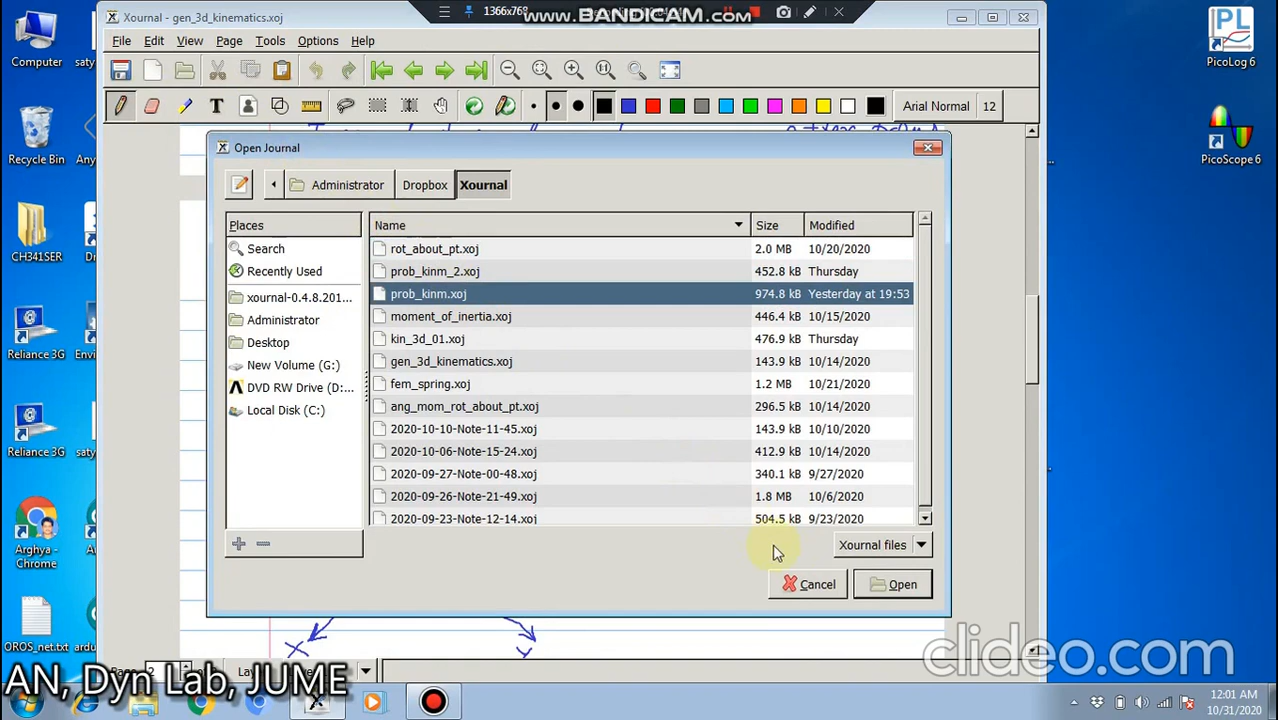 Xournal - gen_3d_kinematics.xoj
1366x768
www.BANDICAM.com
File Edit View Page Tools Options Help
Arial Normal 12
Open Journal
Administrator Dropbox Xournal
Places
Search
Recently Used
xournal-0.4.8.201...
Administrator
Desktop
New Volume (G:)
DVD RW Drive (D:...
Local Disk (C:)
Name Size Modified
rot_about_pt.xoj 2.0 MB 10/20/2020
prob_kinm_2.xoj 452.8 kB Thursday
prob_kinm.xoj 974.8 kB Yesterday at 19:53
moment_of_inertia.xoj 446.4 kB 10/15/2020
kin_3d_01.xoj 476.9 kB Thursday
gen_3d_kinematics.xoj 143.9 kB 10/14/2020
fem_spring.xoj 1.2 MB 10/21/2020
ang_mom_rot_about_pt.xoj 296.5 kB 10/14/2020
2020-10-10-Note-11-45.xoj 143.9 kB 10/10/2020
2020-10-06-Note-15-24.xoj 412.9 kB 10/14/2020
2020-09-27-Note-00-48.xoj 340.1 kB 9/27/2020
2020-09-26-Note-21-49.xoj 1.8 MB 10/6/2020
2020-09-23-Note-12-14.xoj 504.5 kB 9/23/2020
Xournal files
Cancel Open
X Y
Computer
saty
Recycle Bin
Any
CH341SER
Reliance 3G
Reliance 3G
Arghya -
Chrome
OROS_net.txt
PicoLog 6
PicoScope 6
clideo.com
AN, Dyn Lab, JUME
12:01 AM
10/31/2020